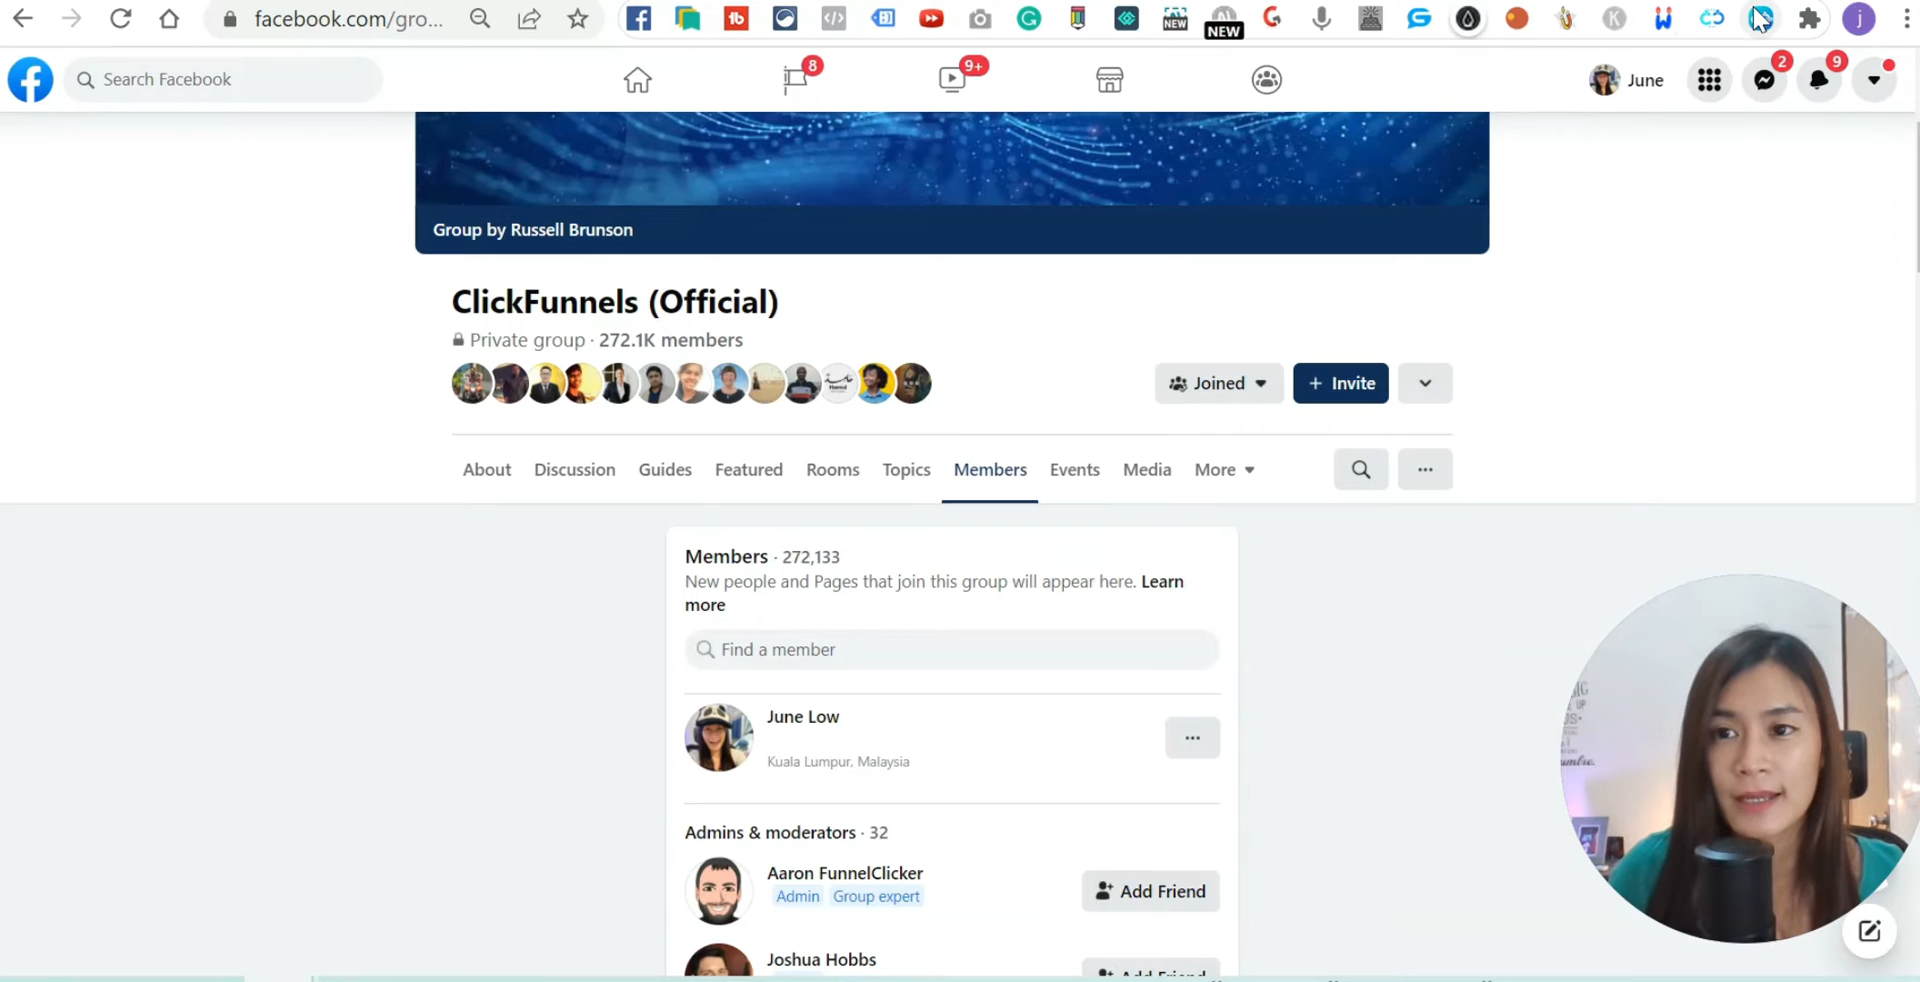 facebook.com/gro...
NEW
NEW
j
Search Facebook
8
9+
June
2
9
Group by Russell Brunson
ClickFunnels (Official)
Private group · 272.1K members
Joined
+ Invite
About Discussion Guides Featured Rooms Topics Members Events Media More
Members · 272,133
New people and Pages that join this group will appear here. Learn
more
Find a member
June Low
Kuala Lumpur, Malaysia
Admins & moderators · 32
Aaron FunnelClicker
Admin Group expert
Add Friend
Joshua Hobbs
Add Friend